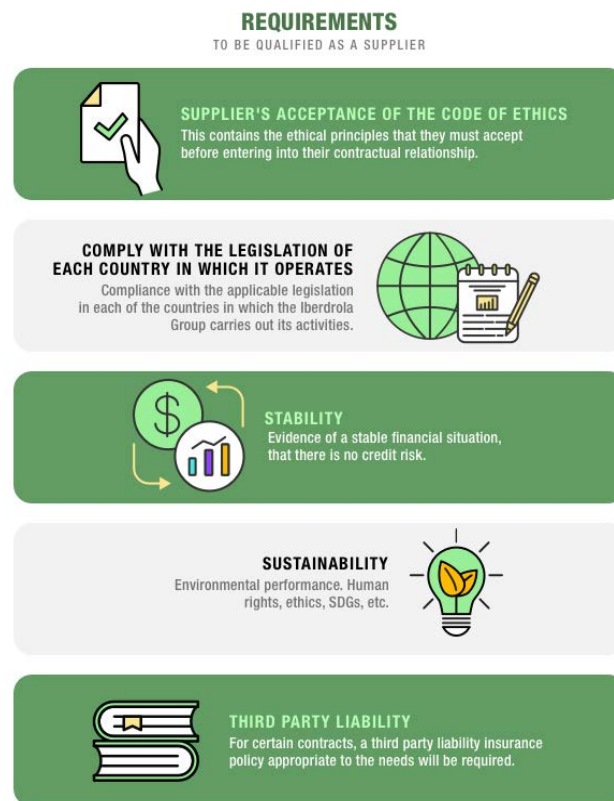 REQUIREMENTS
TO BE QUALIFIED AS A SUPPLIER
SUPPLIER'S ACCEPTANCE OF THE CODE OF ETHICS
This contains the ethical principles that they must accept
before entering into their contractual relationship.
COMPLY WITH THE LEGISLATION OF
EACH COUNTRY IN WHICH IT OPERATES
Compliance with the applicable legislation
in each of the countries in which the Iberdrola
Group carries out its activities.
$
STABILITY
Evidence of a stable financial situation,
that there is no credit risk.
SUSTAINABILITY
Environmental performance. Human
rights, ethics, SDGs, etc.
THIRD PARTY LIABILITY
For certain contracts, a third party liability insurance
policy appropriate to the needs will be required.